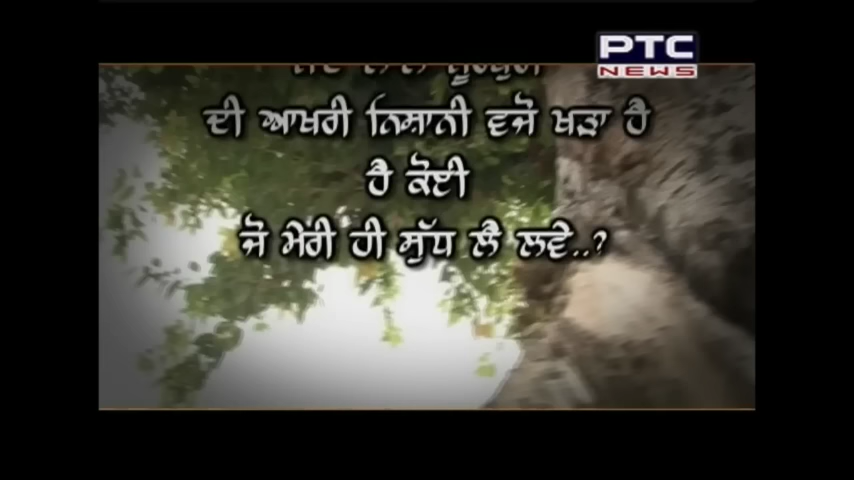 PTC
NEWS
ਦੀ ਆਖਰੀ ਨਿਸ਼ਾਨੀ ਵਜੋਂ ਖੜਾ ਹੈ
ਹੈ ਕੋਈ
ਜੋ ਮੇਰੀ ਹੀ ਸੁੱਧ ਲੈ ਲਵੇ..?